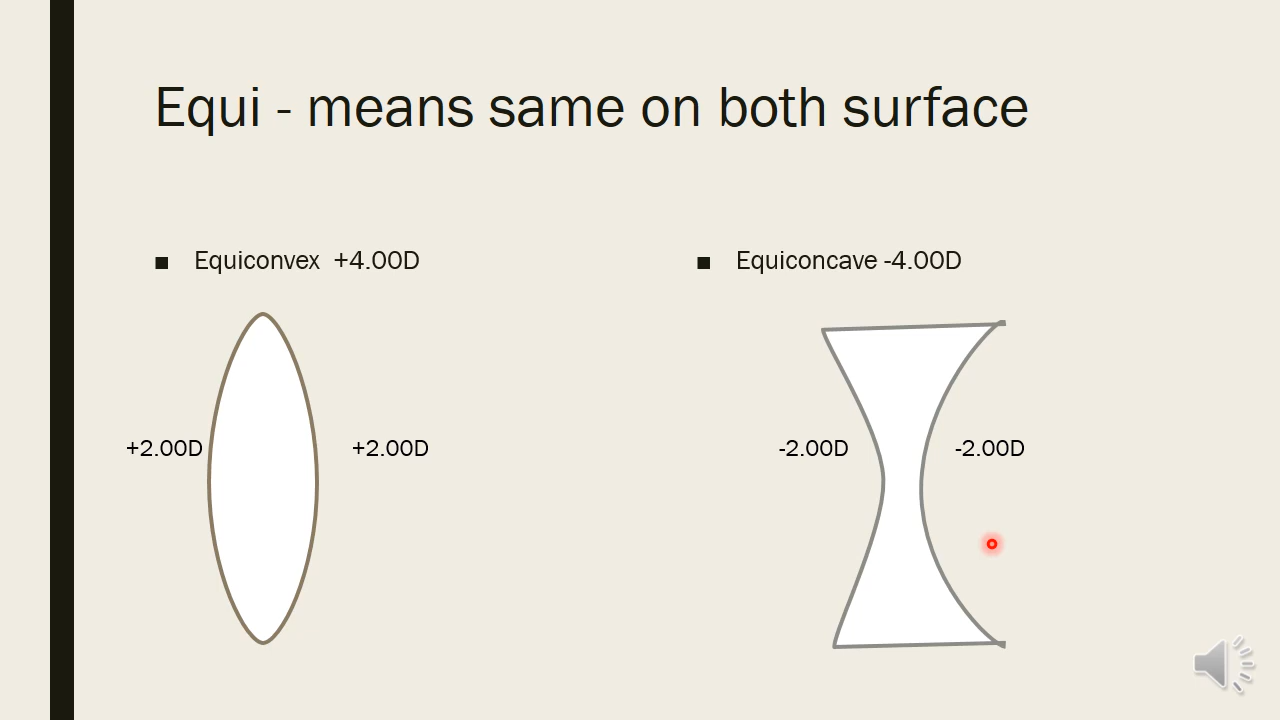 Equi - means same on both surface
Equiconvex  +4.00D
Equiconcave -4.00D
+2.00D
+2.00D
-2.00D
-2.00D